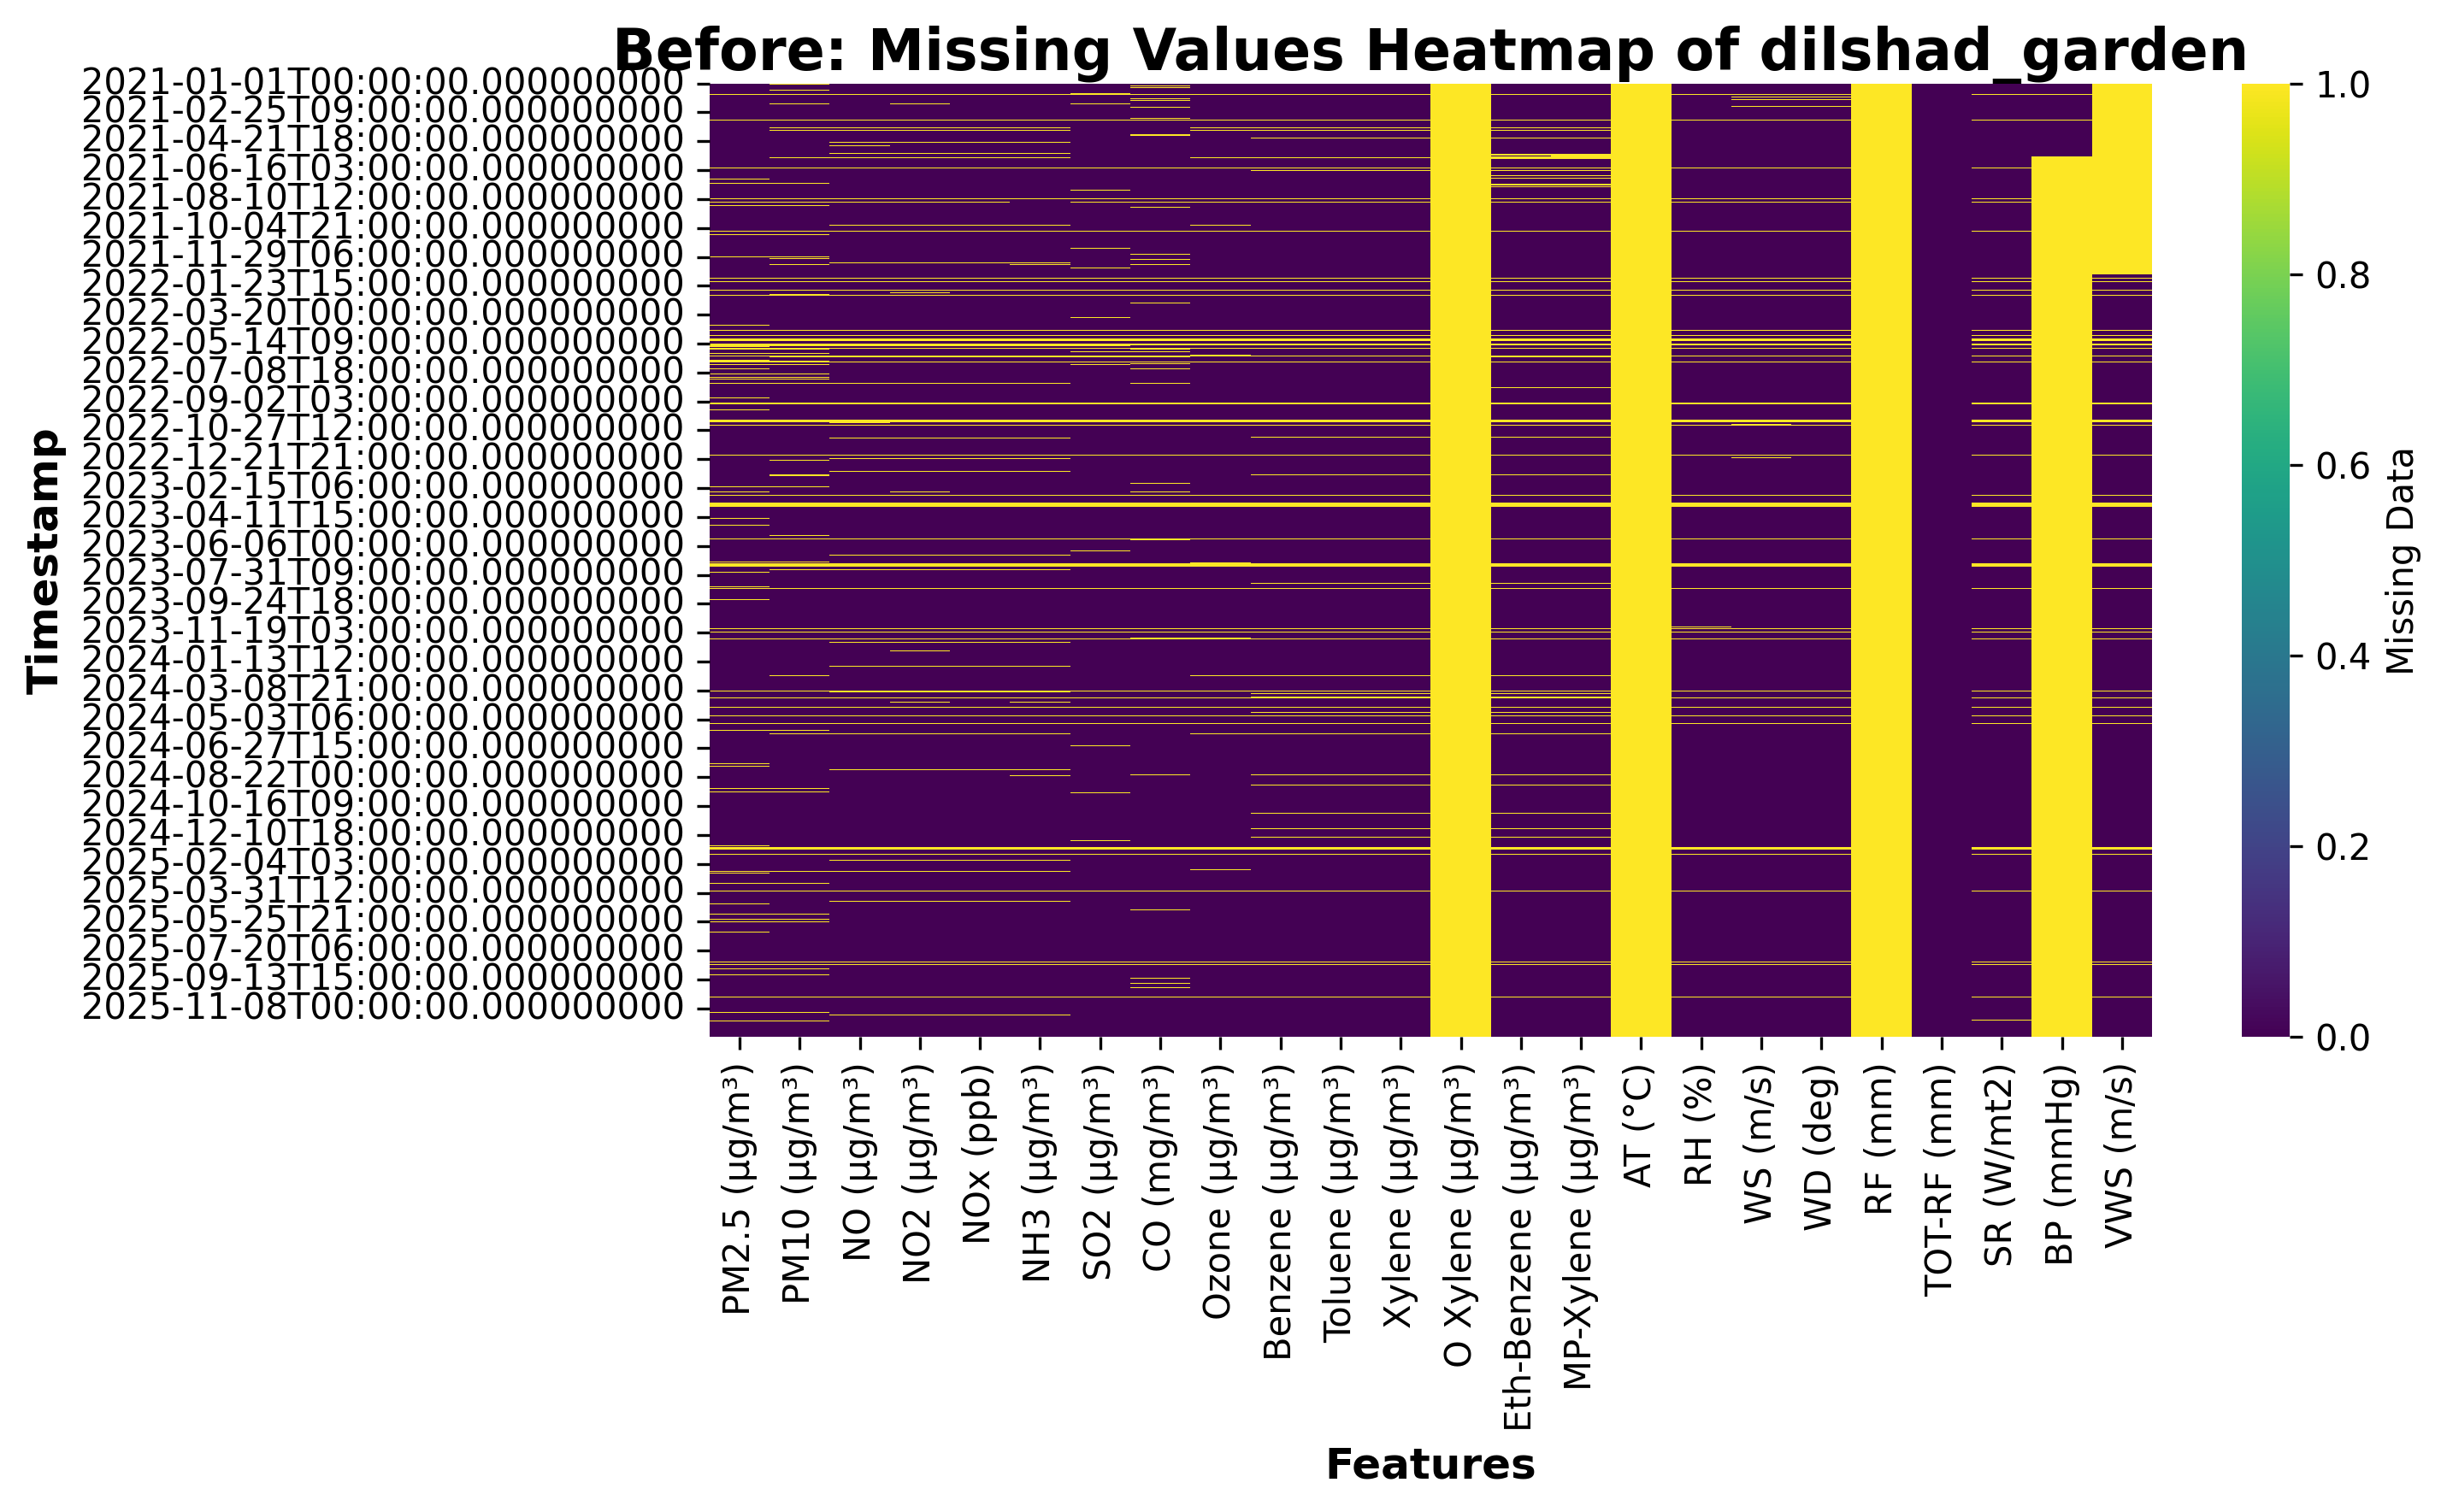 Before: Missing Values Heatmap of dilshad_garden
Timestamp
2021-01-01T00:00:00.000000000
2021-02-25T09:00:00.000000000
2021-04-21T18:00:00.000000000
2021-06-16T03:00:00.000000000
2021-08-10T12:00:00.000000000
2021-10-04T21:00:00.000000000
2021-11-29T06:00:00.000000000
2022-01-23T15:00:00.000000000
2022-03-20T00:00:00.000000000
2022-05-14T09:00:00.000000000
2022-07-08T18:00:00.000000000
2022-09-02T03:00:00.000000000
2022-10-27T12:00:00.000000000
2022-12-21T21:00:00.000000000
2023-02-15T06:00:00.000000000
2023-04-11T15:00:00.000000000
2023-06-06T00:00:00.000000000
2023-07-31T09:00:00.000000000
2023-09-24T18:00:00.000000000
2023-11-19T03:00:00.000000000
2024-01-13T12:00:00.000000000
2024-03-08T21:00:00.000000000
2024-05-03T06:00:00.000000000
2024-06-27T15:00:00.000000000
2024-08-22T00:00:00.000000000
2024-10-16T09:00:00.000000000
2024-12-10T18:00:00.000000000
2025-02-04T03:00:00.000000000
2025-03-31T12:00:00.000000000
2025-05-25T21:00:00.000000000
2025-07-20T06:00:00.000000000
2025-09-13T15:00:00.000000000
2025-11-08T00:00:00.000000000
PM2.5 (µg/m³)
PM10 (µg/m³)
NO (µg/m³)
NO2 (µg/m³)
NOx (ppb)
NH3 (µg/m³)
SO2 (µg/m³)
CO (mg/m³)
Ozone (µg/m³)
Benzene (µg/m³)
Toluene (µg/m³)
Xylene (µg/m³)
O Xylene (µg/m³)
Eth-Benzene (µg/m³)
MP-Xylene (µg/m³)
AT (°C)
RH (%)
WS (m/s)
WD (deg)
RF (mm)
TOT-RF (mm)
SR (W/mt2)
BP (mmHg)
VWS (m/s)
Features
1.0
0.8
0.6
0.4
0.2
0.0
Missing Data